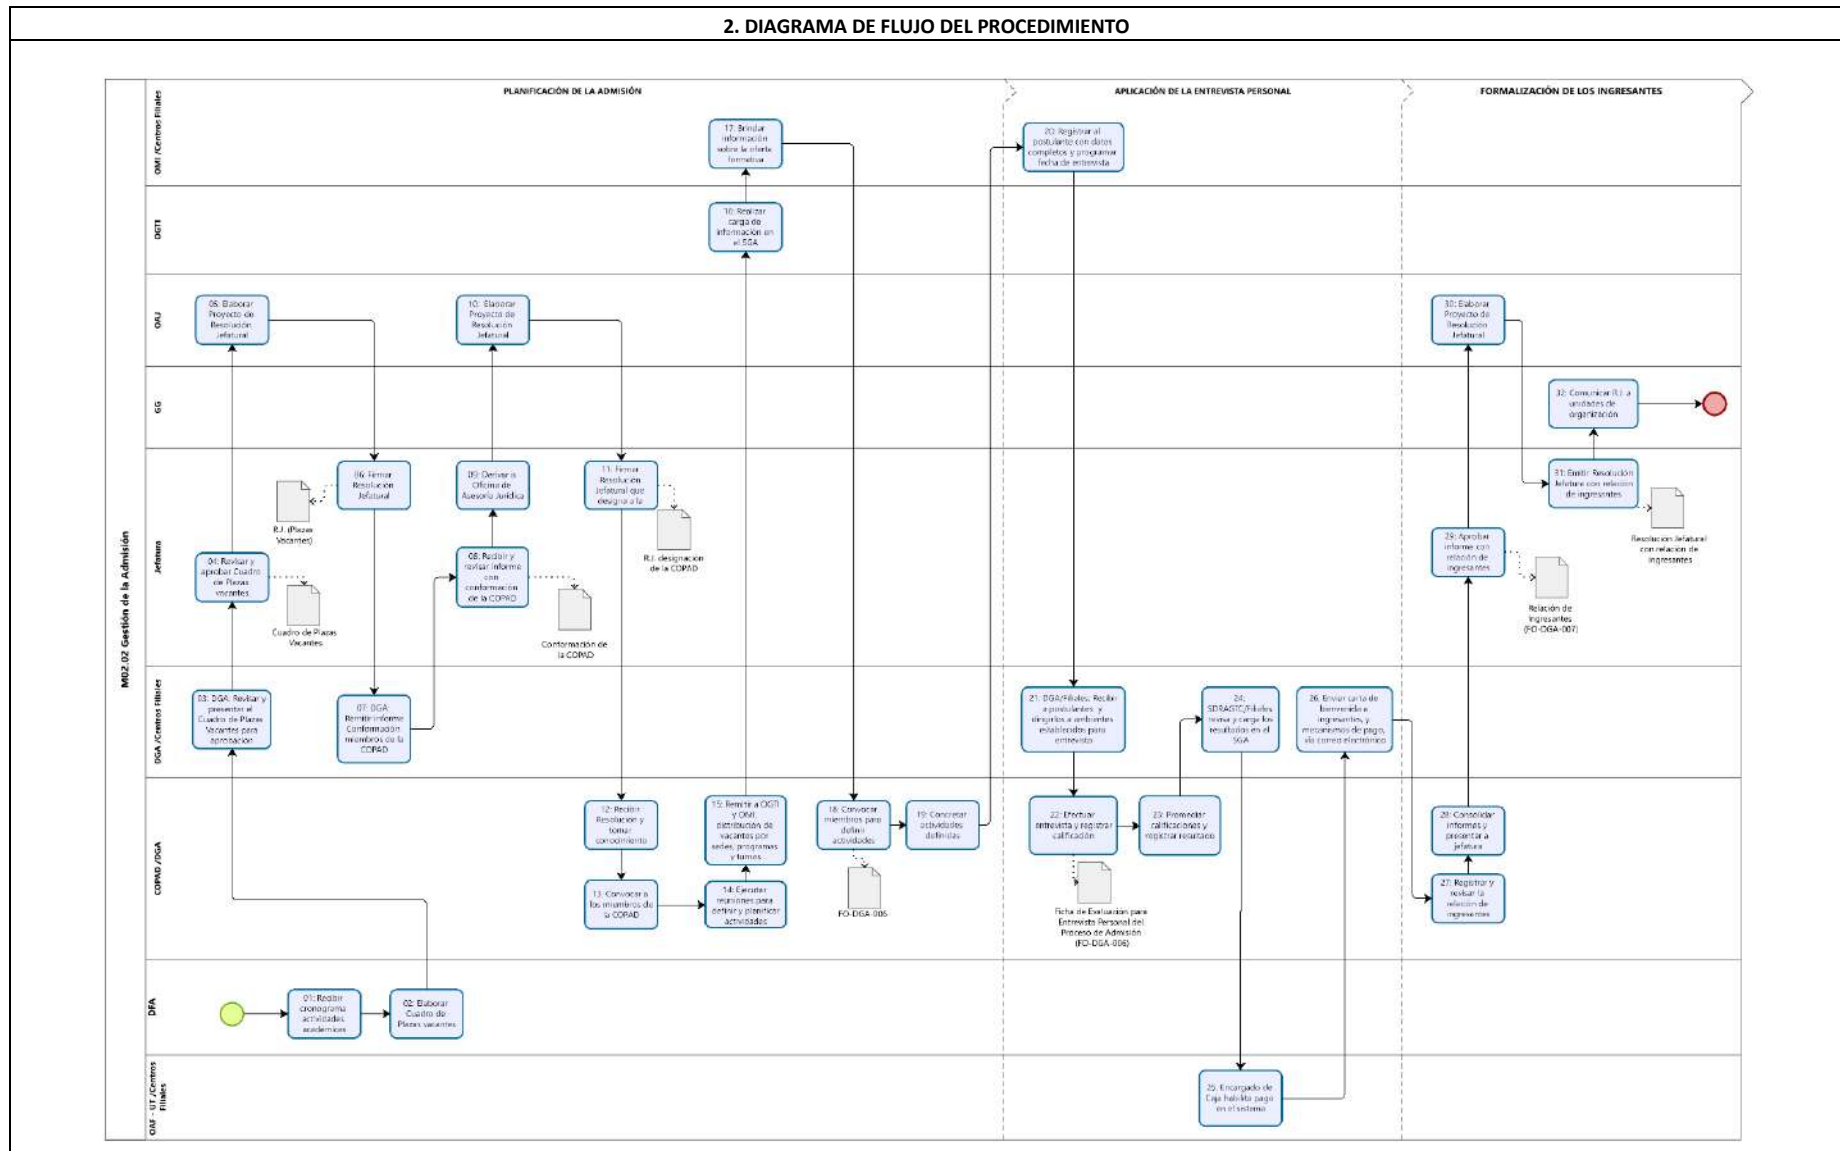 2. DIAGRAMA DE FLUJO DEL PROCEDIMIENTO
PLANIFICACIÓN DE LA ADMISIÓN
APLICACIÓN DE LA ENTREVISTA PERSONAL
FORMALIZACIÓN DE LOS INGRESANTES
M02.02 Gestión de la Admisión
OMI /Centros Filiales
17: Brindar
información
sobre la oferta
formativa
20: Registrar al
postulante con datos
completos y programar
fecha de entrevista
OGTI
16: Realizar
carga de
información en
el SGA
OAJ
05: Elaborar
Proyecto de
Resolución
Jefatural
10: Elaborar
Proyecto de
Resolución
Jefatural
30: Elaborar
Proyecto de
Resolución
Jefatural
GG
32: Comunicar R.J. a
unidades de
organización
Jefatura
06: Firmar
Resolución
Jefatural
R.J. (Plazas
Vacantes)
09: Derivar a
Oficina de
Asesoría Jurídica
11: Firmar
Resolución
Jefatural que
designa a la
R.J. designación
de la COPAD
31: Emitir Resolución
Jefatura con relación
de ingresantes
Resolución Jefatural
con relación de
ingresantes
04: Revisar y
aprobar Cuadro
de Plazas
vacantes
Cuadro de Plazas
Vacantes
08: Recibir y
revisar informe
con
conformación
de la COPAD
Conformación de
la COPAD
29: Aprobar
informe con
relación de
ingresantes
Relación de
Ingresantes
(FO-DGA-007)
DGA /Centros Filiales
03: DGA: Revisar y
presentar el
Cuadro de Plazas
Vacantes para
aprobación
07: DGA:
Remitir informe
Conformación
miembros de la
COPAD
21: DGA/Filiales: Recibir
a postulantes y
dirigirlos a ambientes
establecidos para
entrevista
24:
SDRAGTC/Filiales
revisa y carga los
resultados en el
SGA
26: Enviar carta de
bienvenida a
ingresantes, y
mecanismos de pago,
vía correo electrónico
COPAD /DGA
12: Recibir
Resolución y
tomar
conocimiento
15: Remitir a OGTI
y OMI,
distribución de
vacantes por
sedes, programas
y turnos
18: Convocar
miembros para
definir
actividades
19: Concretar
actividades
definidas
22: Efectuar
entrevista y registrar
calificación
23: Promediar
calificaciones y
registrar resultado
28: Consolidar
informes y
presentar a
jefatura
13: Convocar a
los miembros de
la COPAD
14: Ejecutar
reuniones para
definir y planificar
actividades
FO-DGA-005
Ficha de Evaluación para
Entrevista Personal del
Proceso de Admisión
(FO-DGA-006)
27: Registrar y
revisar la
relación de
ingresantes
DFA
01: Recibir
cronograma
actividades
académicas
02: Elaborar
Cuadro de
Plazas vacantes
OAF - UT /Centros
Filiales
25: Encargado de
Caja habilita pago
en el sistema